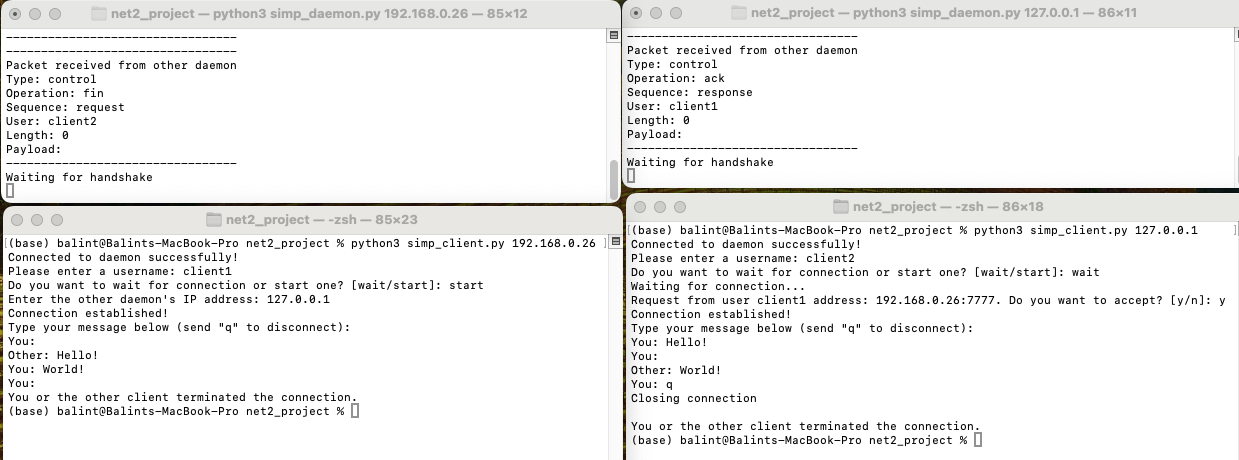 net2_project — python3 simp_daemon.py 192.168.0.26 — 85×12
----------------------------------
----------------------------------
Packet received from other daemon
Type: control
Operation: fin
Sequence: request
User: client2
Length: 0
Payload:
----------------------------------
Waiting for handshake
net2_project — python3 simp_daemon.py 127.0.0.1 — 86×11
----------------------------------
Packet received from other daemon
Type: control
Operation: ack
Sequence: response
User: client1
Length: 0
Payload:
----------------------------------
Waiting for handshake
net2_project — -zsh — 85×23
[(base) balint@Balints-MacBook-Pro net2_project % python3 simp_client.py 192.168.0.26 ]
Connected to daemon successfully!
Please enter a username: client1
Do you want to wait for connection or start one? [wait/start]: start
Enter the other daemon's IP address: 127.0.0.1
Connection established!
Type your message below (send "q" to disconnect):
You:
Other: Hello!
You: World!
You:
You or the other client terminated the connection.
(base) balint@Balints-MacBook-Pro net2_project %
net2_project — -zsh — 86×18
[(base) balint@Balints-MacBook-Pro net2_project % python3 simp_client.py 127.0.0.1 ]
Connected to daemon successfully!
Please enter a username: client2
Do you want to wait for connection or start one? [wait/start]: wait
Waiting for connection...
Request from user client1 address: 192.168.0.26:7777. Do you want to accept? [y/n]: y
Connection established!
Type your message below (send "q" to disconnect):
You: Hello!
You:
Other: World!
You: q
Closing connection
You or the other client terminated the connection.
(base) balint@Balints-MacBook-Pro net2_project %